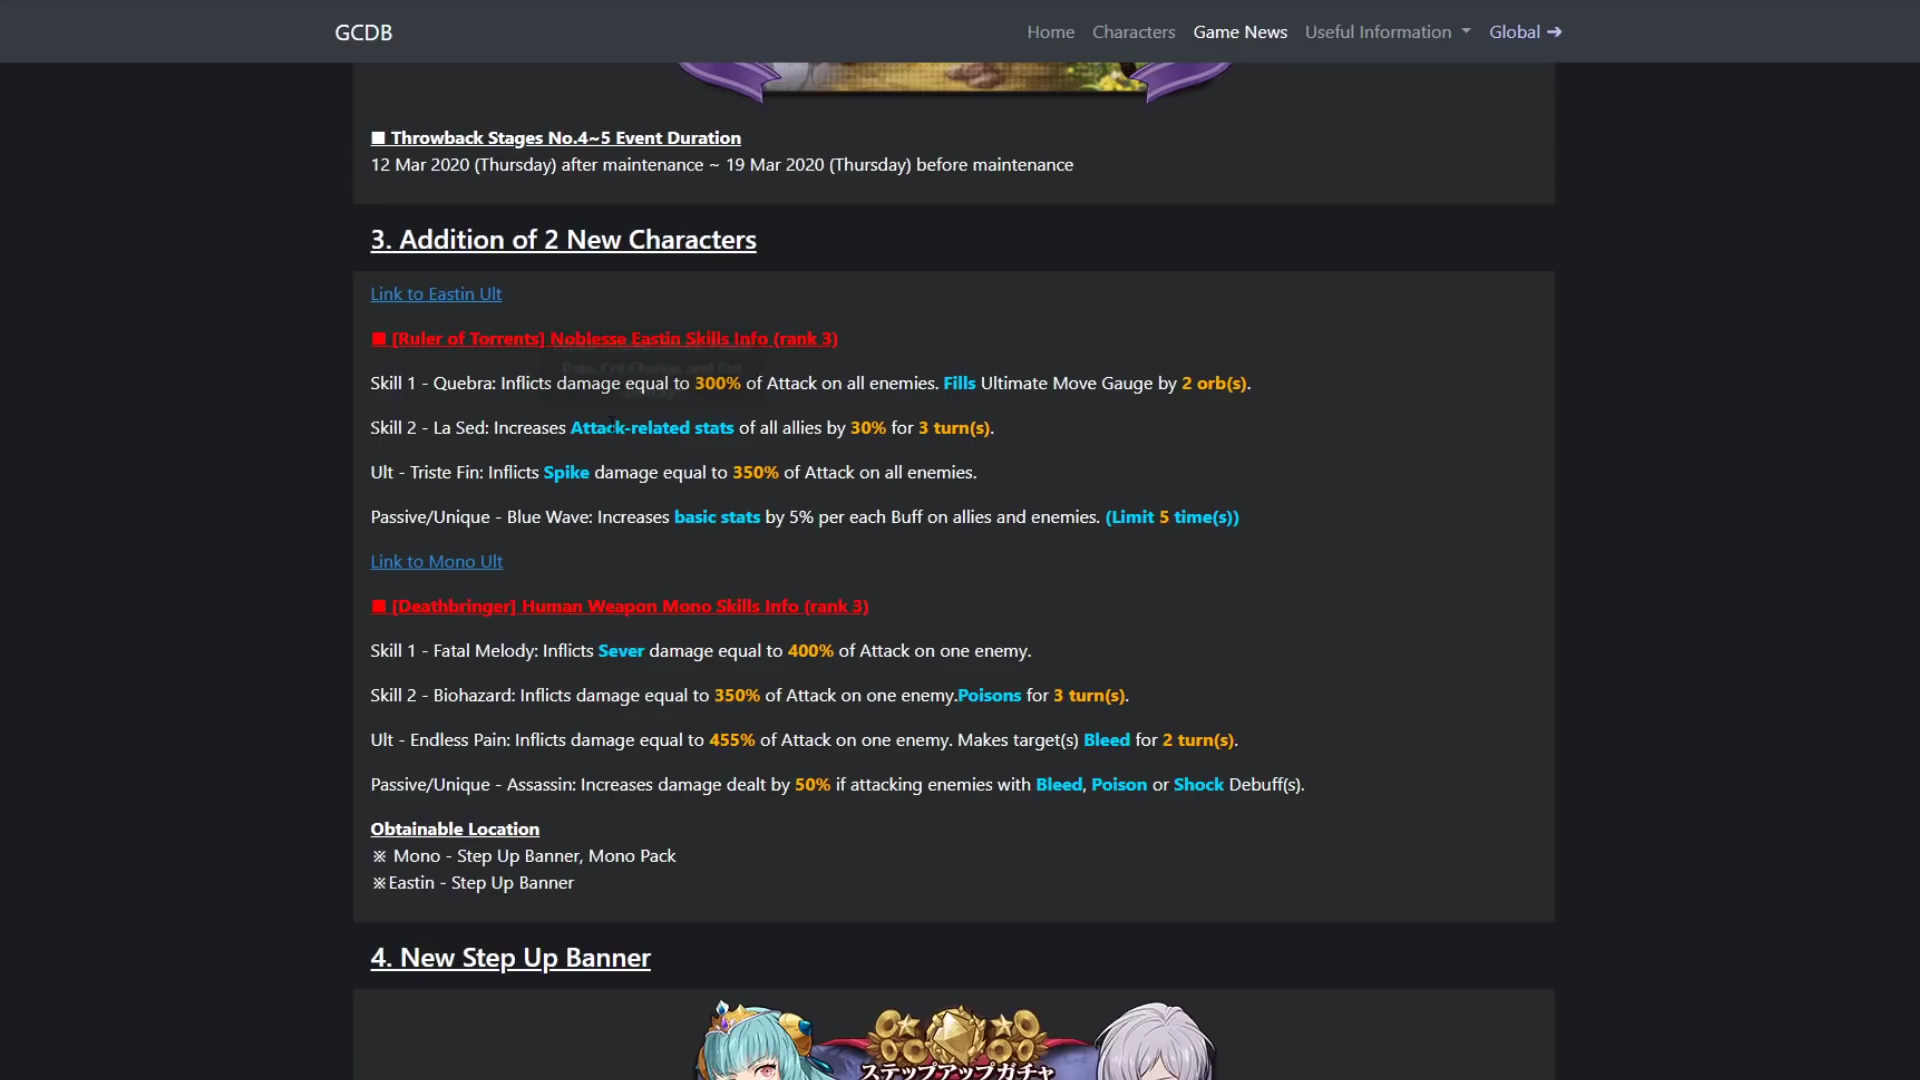 GCDB
Home Characters Game News Useful Information Global ➔
■ Throwback Stages No.4~5 Event Duration
12 Mar 2020 (Thursday) after maintenance ~ 19 Mar 2020 (Thursday) before maintenance
3. Addition of 2 New Characters
Link to Eastin Ult
■ [Ruler of Torrents] Noblesse Eastin Skills Info (rank 3)
Skill 1 - Quebra: Inflicts damage equal to 300% of Attack on all enemies. Fills Ultimate Move Gauge by 2 orb(s).
Skill 2 - La Sed: Increases Attack-related stats of all allies by 30% for 3 turn(s).
Ult - Triste Fin: Inflicts Spike damage equal to 350% of Attack on all enemies.
Passive/Unique - Blue Wave: Increases basic stats by 5% per each Buff on allies and enemies. (Limit 5 time(s))
Link to Mono Ult
■ [Deathbringer] Human Weapon Mono Skills Info (rank 3)
Skill 1 - Fatal Melody: Inflicts Sever damage equal to 400% of Attack on one enemy.
Skill 2 - Biohazard: Inflicts damage equal to 350% of Attack on one enemy.Poisons for 3 turn(s).
Ult - Endless Pain: Inflicts damage equal to 455% of Attack on one enemy. Makes target(s) Bleed for 2 turn(s).
Passive/Unique - Assassin: Increases damage dealt by 50% if attacking enemies with Bleed, Poison or Shock Debuff(s).
Obtainable Location
※ Mono - Step Up Banner, Mono Pack
※Eastin - Step Up Banner
4. New Step Up Banner
ステップアップガチャ